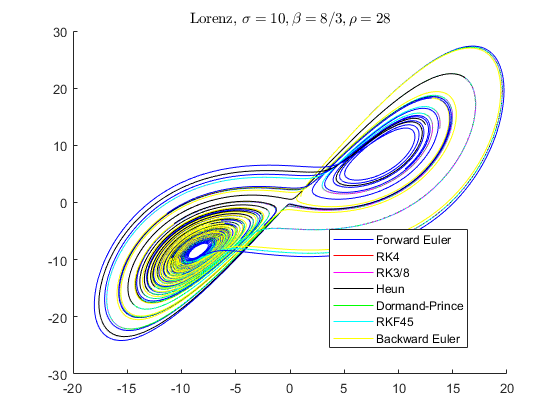 Lorenz, σ = 10, β = 8/3, ρ = 28
30
20
10
0
-10
-20
-30
Forward Euler
RK4
RK3/8
Heun
Dormand-Prince
RKF45
Backward Euler
-20 -15 -10 -5 0 5 10 15 20